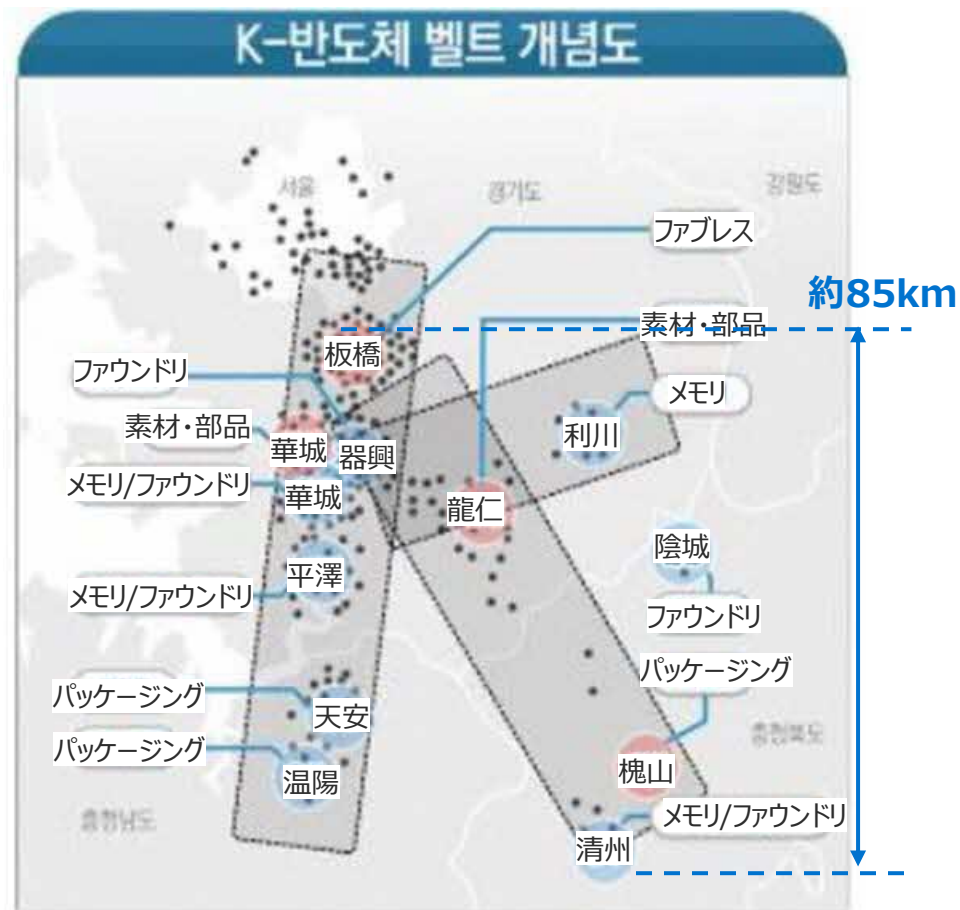 K-반도체 벨트 개념도
서울
경기도
강원도
ファブレス
約85km
素材・部品
板橋
ファウンドリ
メモリ
素材・部品
華城
器興
利川
メモリ/ファウンドリ
華城
龍仁
陰城
平澤
メモリ/ファウンドリ
ファウンドリ
パッケージング
パッケージング
天安
충청북도
パッケージング
槐山
温陽
メモリ/ファウンドリ
충청남도
清州